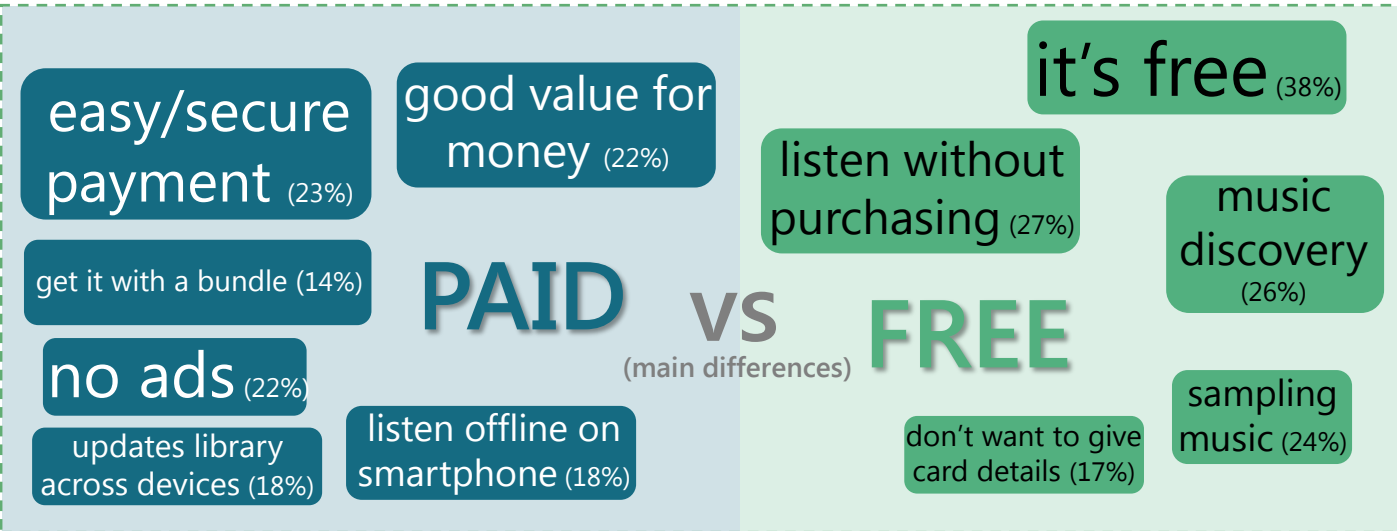 easy/secure
payment (23%)
good value for
money (22%)
get it with a bundle (14%)
no ads (22%)
updates library
across devices (18%)
listen offline on
smartphone (18%)
PAID
VS
(main differences)
FREE
it's free (38%)
listen without
purchasing (27%)
music
discovery
(26%)
sampling
music (24%)
don't want to give
card details (17%)